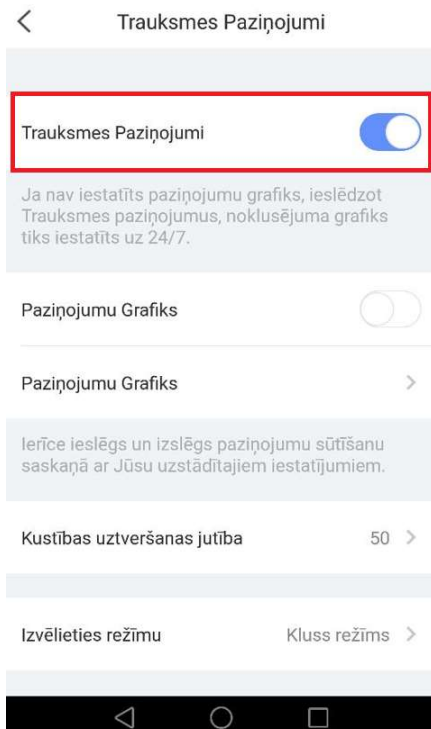 Trauksmes Paziņojumi
Trauksmes Paziņojumi
Ja nav iestatīts paziņojumu grafiks, ieslēdzot
Trauksmes paziņojumus, noklusējuma grafiks
tiks iestatīts uz 24/7.
Paziņojumu Grafiks
Paziņojumu Grafiks
Ierīce ieslēgs un izslēgs paziņojumu sūtīšanu
saskaņā ar Jūsu uzstādītajiem iestatījumiem.
Kustības uztveršanas jutība 50
Izvēlieties režīmu Kluss režīms